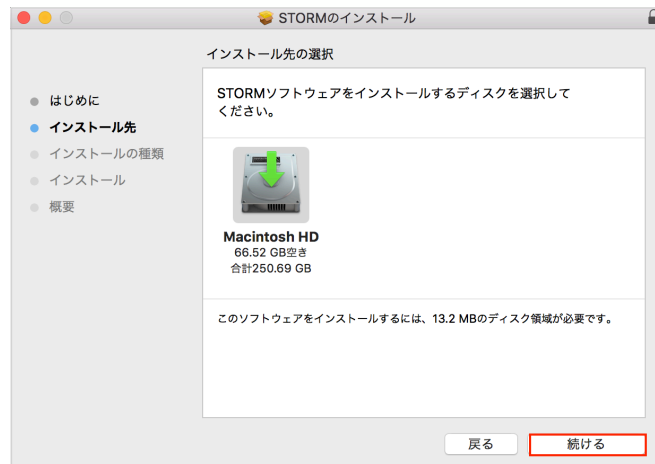 STORMのインストール
インストール先の選択
はじめに
インストール先
インストールの種類
インストール
概要
STORMソフトウェアをインストールするディスクを選択して
ください。
Macintosh HD
66.52 GB空き
合計250.69 GB
このソフトウェアをインストールするには、13.2 MBのディスク領域が必要です。
戻る
続ける